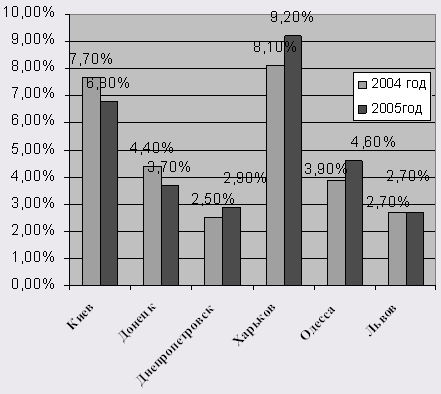 10,00%
9,00%
8,00%
7,00%
6,00%
5,00%
4,00%
3,00%
2,00%
1,00%
0,00%
7,70%
6,80%
4,40%
3,70%
2,50%
2,90%
8,10%
9,20%
3,90%
4,60%
2,70%
2,70%
2004 год
2005год
Киев
Донецк
Днепропетровск
Харьков
Одесса
Львов